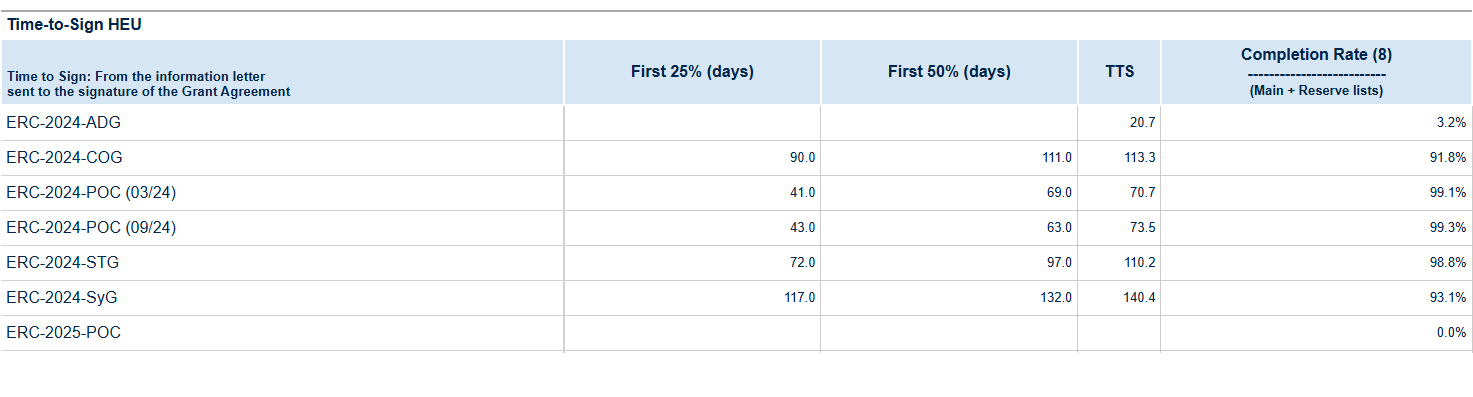 Time-to-Sign HEU
Time to Sign: From the information letter
sent to the signature of the Grant Agreement
First 25% (days)
First 50% (days)
TTS
Completion Rate (8)
--------------------------
(Main + Reserve lists)
ERC-2024-ADG 20.7 3.2%
ERC-2024-COG 90.0 111.0 113.3 91.8%
ERC-2024-POC (03/24) 41.0 69.0 70.7 99.1%
ERC-2024-POC (09/24) 43.0 63.0 73.5 99.3%
ERC-2024-STG 72.0 97.0 110.2 98.8%
ERC-2024-SyG 117.0 132.0 140.4 93.1%
ERC-2025-POC 0.0%